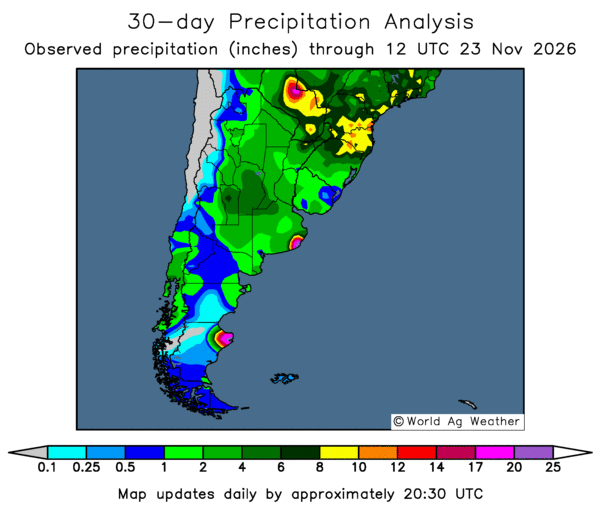 30-day Precipitation Analysis
Observed precipitation (inches) through 12 UTC 23 Nov 2026
© World Ag Weather
0.1 0.25 0.5 1 2 4 6 8 10 12 14 17 20 25
Map updates daily by approximately 20:30 UTC